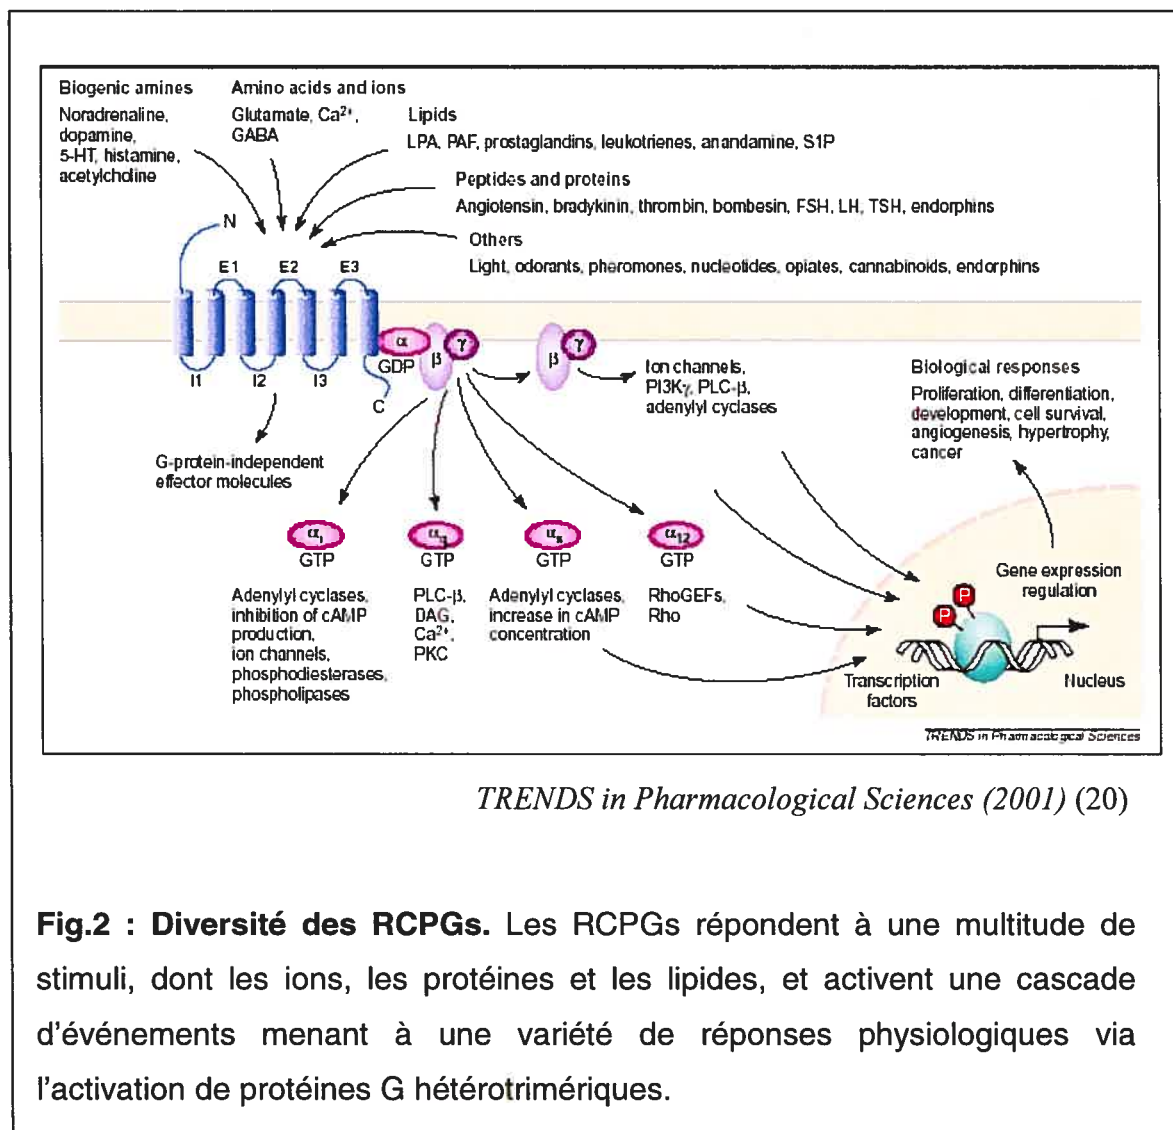 Biogenic amines
Noradrenaline,
dopamine,
5-HT, histamine,
acetylcholine
Amino acids and ions
Glutamate, Ca²⁺,
GABA
Lipids
LPA, PAF, prostaglandins, leukotrienes, anandamine, S1P
Peptides and proteins
Angiotensin, bradykinin, thrombin, bombesin, FSH, LH, TSH, endorphins
Others
Light, odorants, pheromones, nucleotides, opiates, cannabinoids, endorphins
N
E1 E2 E3
α
GDP
β γ
β γ
I1 I2 I3
C
Ion channels,
PI3Kγ, PLC-β,
adenylyl cyclases
Biological responses
Proliferation, differentiation,
development, cell survival,
angiogenesis, hypertrophy,
cancer
G-protein-independent
effector molecules
αᵢ
GTP
αq
GTP
αₛ
GTP
α₁₂
GTP
Adenylyl cyclases,
inhibition of cAMP
production,
ion channels,
phosphodiesterases,
phospholipases
PLC-β,
DAG,
Ca²⁺,
PKC
Adenylyl cyclases,
increase in cAMP
concentration
RhoGEFs,
Rho
Gene expression
regulation
P
P
Transcription
factors
Nucleus
TRENDS in Pharmacological Sciences
TRENDS in Pharmacological Sciences (2001) (20)
Fig.2 : Diversité des RCPGs. Les RCPGs répondent à une multitude de
stimuli, dont les ions, les protéines et les lipides, et activent une cascade
d'événements menant à une variété de réponses physiologiques via
l'activation de protéines G hétérotrimériques.